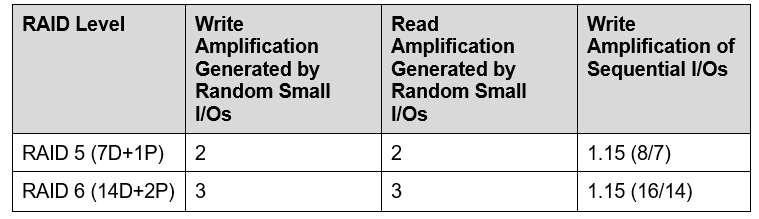 RAID Level
Write
Amplification
Generated by
Random Small
I/Os
Read
Amplification
Generated by
Random Small
I/Os
Write
Amplification of
Sequential I/Os
RAID 5 (7D+1P) 2 2 1.15 (8/7)
RAID 6 (14D+2P) 3 3 1.15 (16/14)